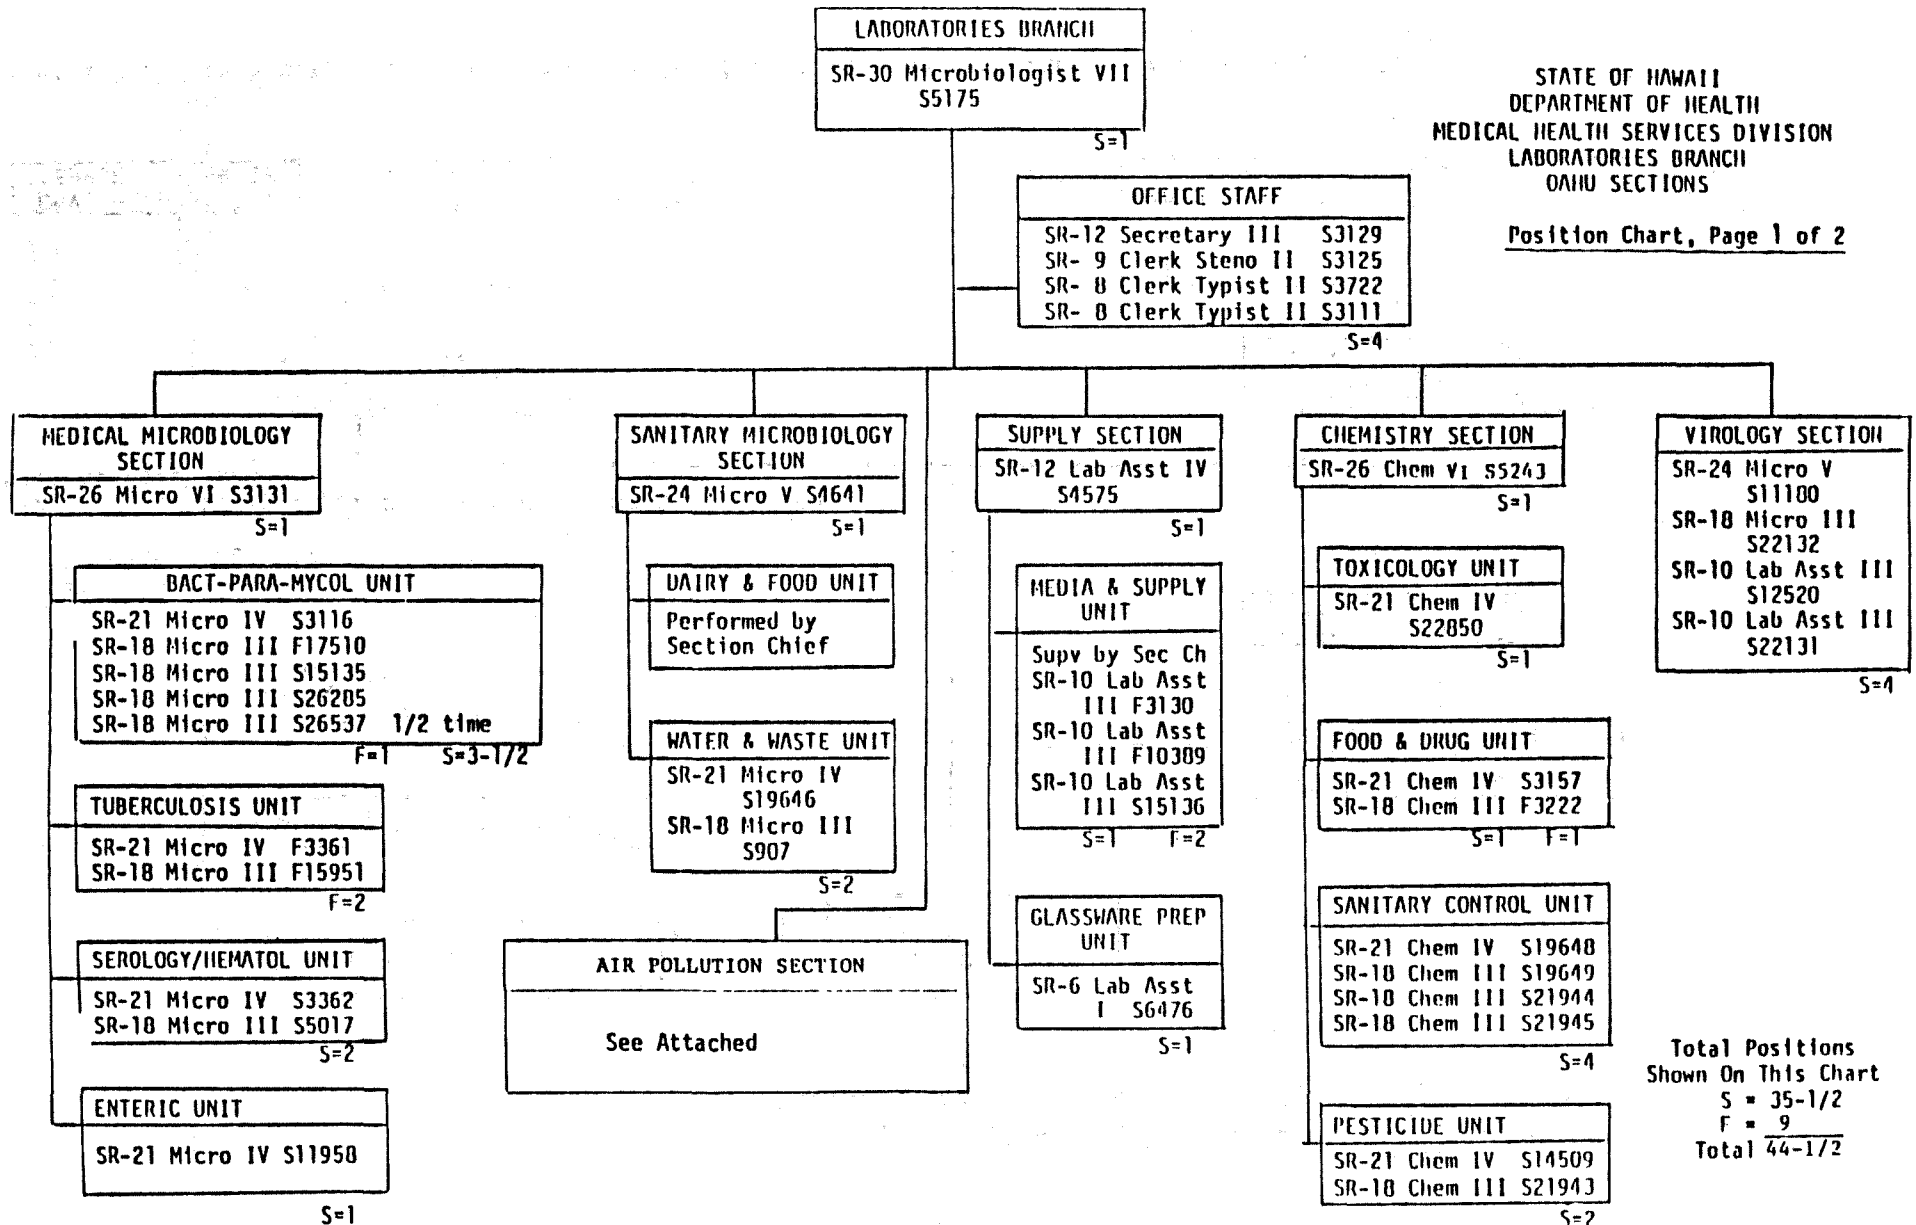 LABORATORIES BRANCH
SR-30 Microbiologist VII
S5175
S=1
STATE OF HAWAII
DEPARTMENT OF HEALTH
MEDICAL HEALTH SERVICES DIVISION
LABORATORIES BRANCH
OAHU SECTIONS
Position Chart, Page 1 of 2
OFFICE STAFF
SR-12 Secretary III S3129
SR- 9 Clerk Steno II S3125
SR- 8 Clerk Typist II S3722
SR- 8 Clerk Typist II S3111
S=4
MEDICAL MICROBIOLOGY
SECTION
SR-26 Micro VI S3131
S=1
BACT-PARA-MYCOL UNIT
SR-21 Micro IV S3116
SR-18 Micro III F17510
SR-18 Micro III S15135
SR-18 Micro III S26285
SR-18 Micro III S26537 1/2 time
F=1 S=3-1/2
TUBERCULOSIS UNIT
SR-21 Micro IV F3361
SR-18 Micro III F15951
F=2
SEROLOGY/HEMATOL UNIT
SR-21 Micro IV S3362
SR-18 Micro III S5017
S=2
ENTERIC UNIT
SR-21 Micro IV S11958
S=1
SANITARY MICROBIOLOGY
SECTION
SR-24 Micro V S4641
S=1
DAIRY & FOOD UNIT
Performed by
Section Chief
WATER & WASTE UNIT
SR-21 Micro IV
S19646
SR-18 Micro III
S907
S=2
AIR POLLUTION SECTION
See Attached
SUPPLY SECTION
SR-12 Lab Asst IV
S4575
S=1
MEDIA & SUPPLY
UNIT
Supv by Sec Ch
SR-10 Lab Asst
III F3130
SR-10 Lab Asst
III F10389
SR-10 Lab Asst
III S15136
S=1 F=2
GLASSWARE PREP
UNIT
SR-6 Lab Asst
I S6476
S=1
CHEMISTRY SECTION
SR-26 Chem VI S5243
S=1
TOXICOLOGY UNIT
SR-21 Chem IV
S22850
S=1
FOOD & DRUG UNIT
SR-21 Chem IV S3157
SR-18 Chem III F3222
S=1 F=1
SANITARY CONTROL UNIT
SR-21 Chem IV S19648
SR-18 Chem III S19649
SR-18 Chem III S21944
SR-18 Chem III S21945
S=4
PESTICIDE UNIT
SR-21 Chem IV S14509
SR-18 Chem III S21943
S=2
VIROLOGY SECTION
SR-24 Micro V
S11180
SR-18 Micro III
S22132
SR-10 Lab Asst III
S12520
SR-10 Lab Asst III
S22131
S=4
Total Positions
Shown On This Chart
S = 35-1/2
F = 9
Total 44-1/2